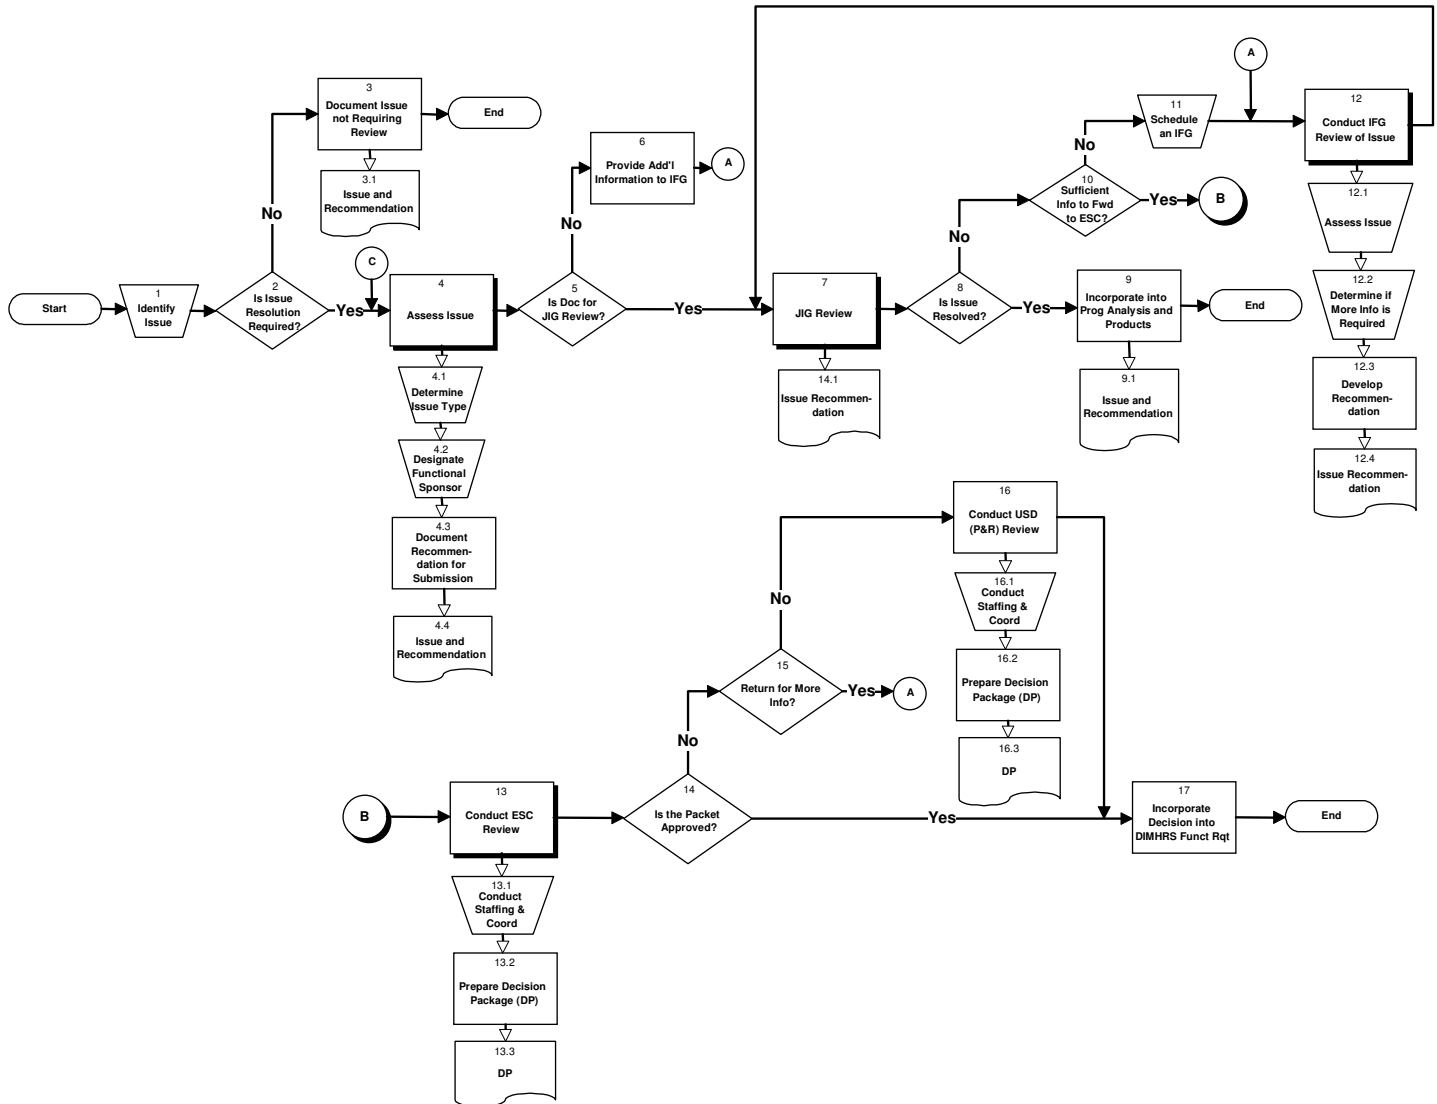 Start
1
Identify
Issue
2
Is Issue
Resolution
Required?
No
3
Document Issue
not Requiring
Review
End
3.1
Issue and
Recommendation
Yes
C
4
Assess Issue
4.1
Determine
Issue Type
4.2
Designate
Functional
Sponsor
4.3
Document
Recommen-
dation for
Submission
4.4
Issue and
Recommendation
5
Is Doc for
JIG Review?
No
6
Provide Add'l
Information to IFG
A
Yes
7
JIG Review
14.1
Issue Recommen-
dation
8
Is Issue
Resolved?
No
Yes
9
Incorporate into
Prog Analysis and
Products
End
9.1
Issue and
Recommendation
10
Sufficient
Info to Fwd
to ESC?
Yes
B
No
11
Schedule
an IFG
A
12
Conduct IFG
Review of Issue
12.1
Assess Issue
12.2
Determine if
More Info is
Required
12.3
Develop
Recommen-
dation
12.4
Issue Recommen-
dation
B
13
Conduct ESC
Review
13.1
Conduct
Staffing &
Coord
13.2
Prepare Decision
Package (DP)
13.3
DP
14
Is the Packet
Approved?
No
15
Return for More
Info?
Yes
A
No
16
Conduct USD
(P&R) Review
16.1
Conduct
Staffing &
Coord
16.2
Prepare Decision
Package (DP)
16.3
DP
Yes
17
Incorporate
Decision into
DIMHRS Funct Rqt
End